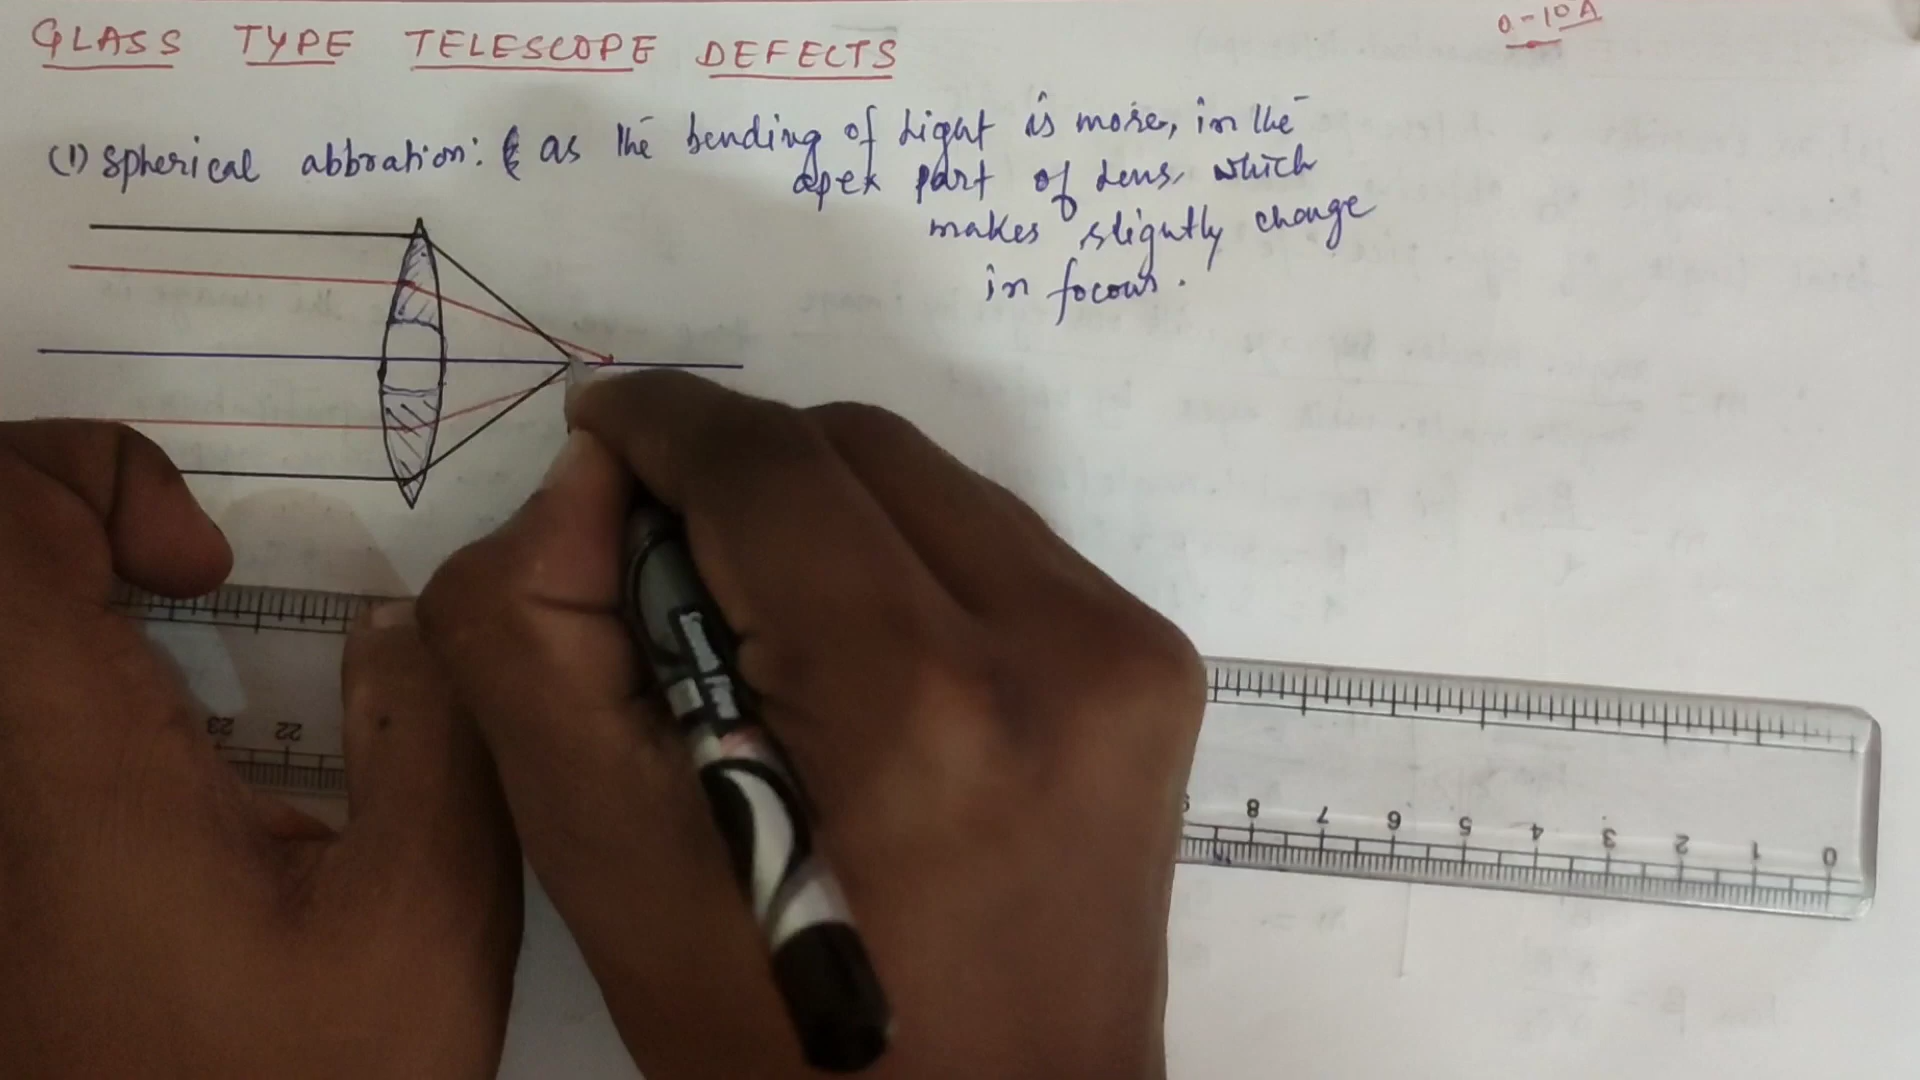 GLASS TYPE TELESCOPE DEFECTS
0-10A
(1) spherical abbration: as the bending of light is more, in the
apex part of lens, which
makes slightly change
in focous.
23 22
8 7 6 5 4 3 2 1 0